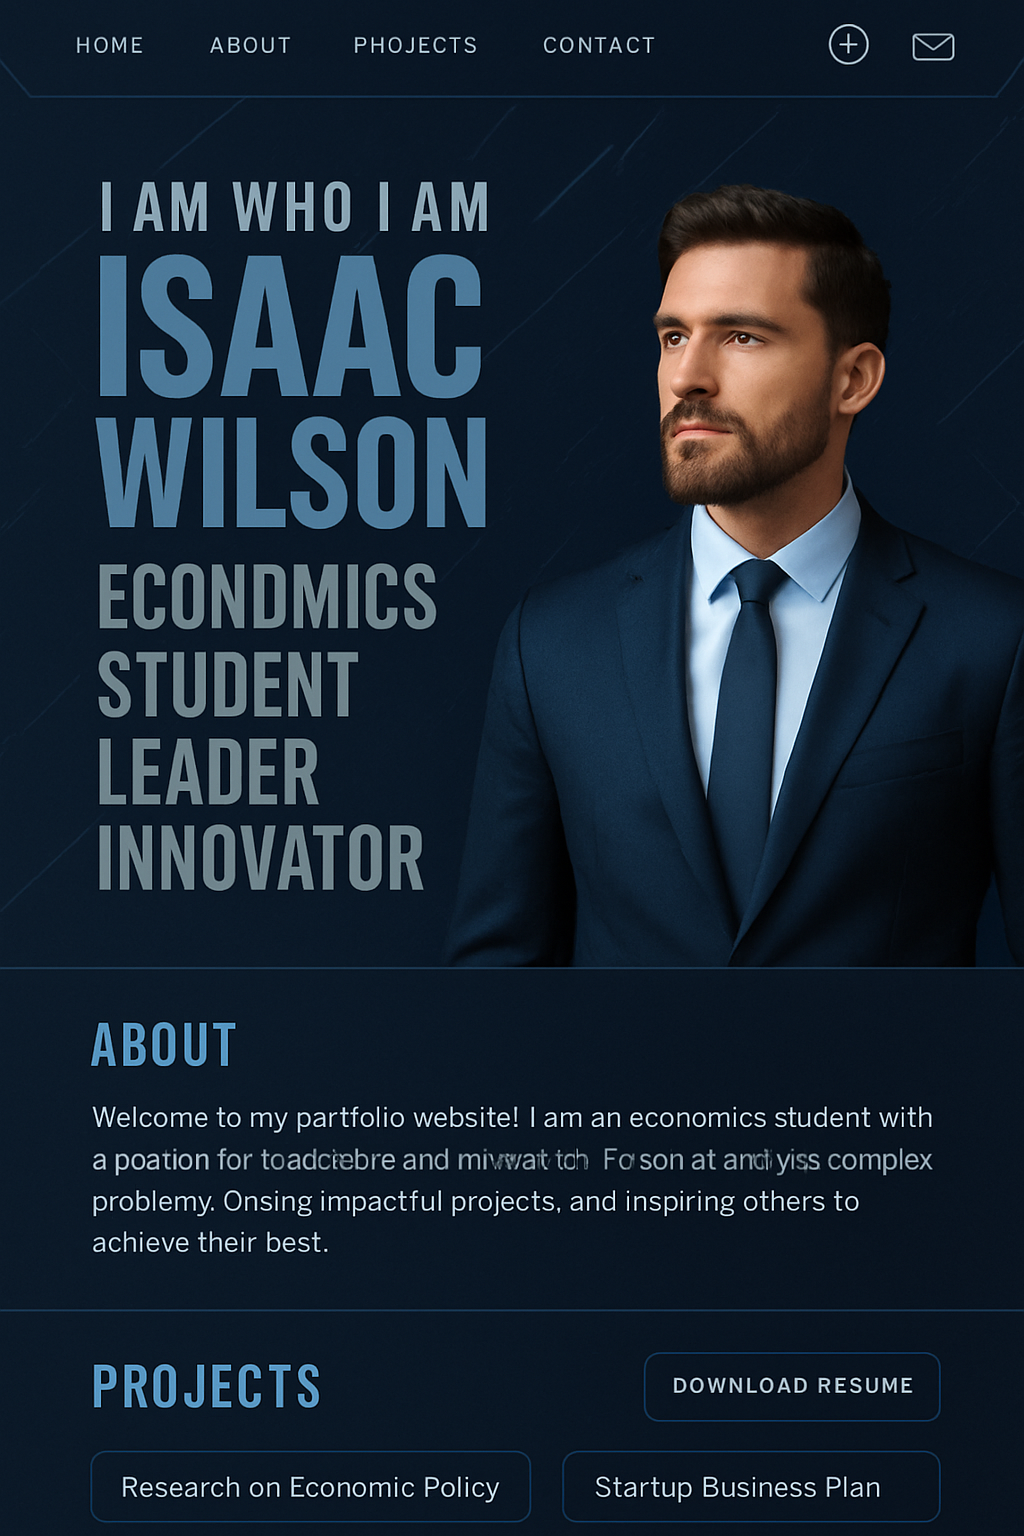 HOME ABOUT PHOJECTS CONTACT
I AM WHO I AM
ISAAC
WILSON
ECONDMICS
STUDENT
LEADER
INNOVATOR
ABOUT
Welcome to my partfolio website! I am an economics student with
a poation for and son at complex
problemy. Onsing impactful projects, and inspiring others to
achieve their best.
PROJECTS
DOWNLOAD RESUME
Research on Economic Policy
Startup Business Plan